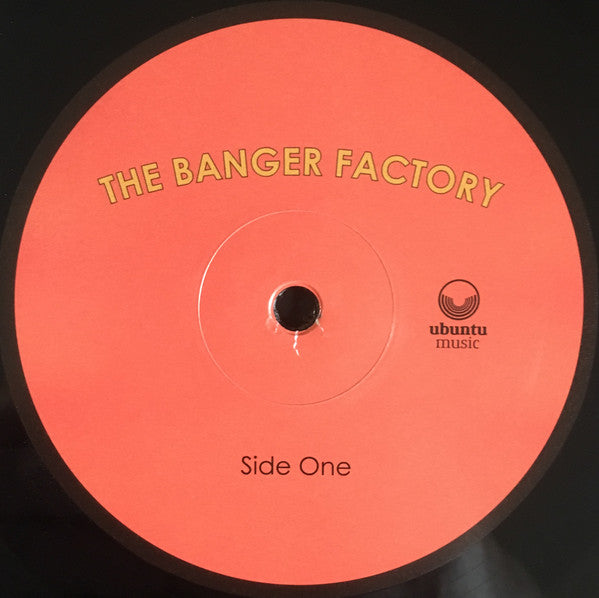 THE BANGER FACTORY
ubuntu
music
Side One